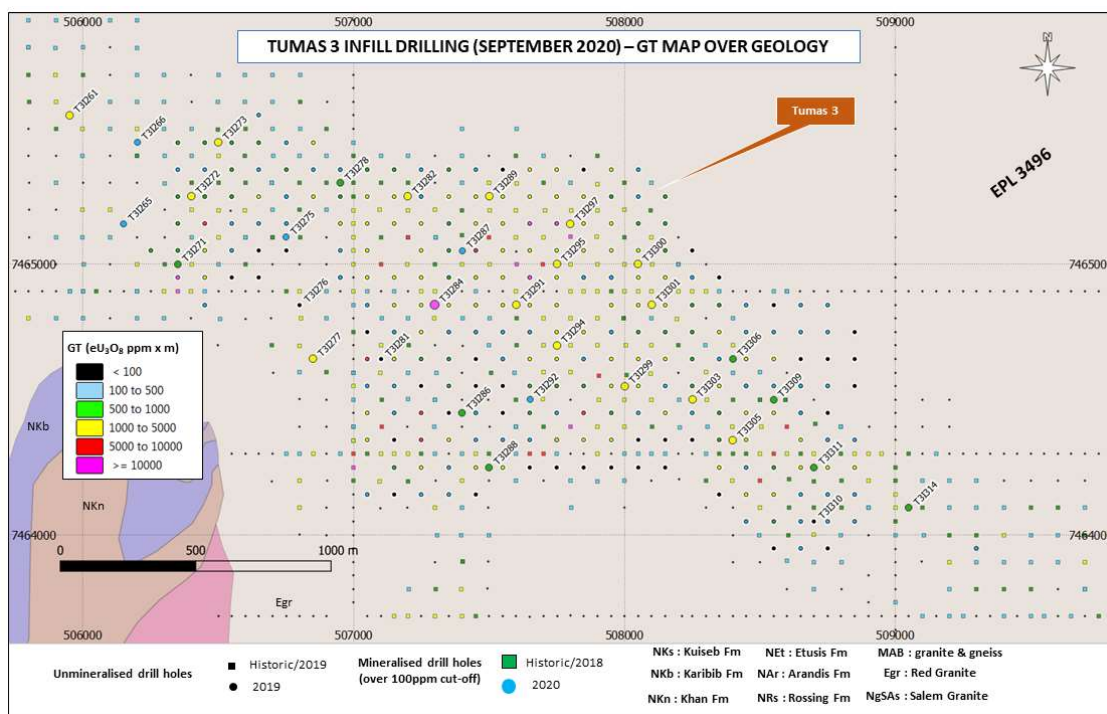 506000 507000 508000 509000
TUMAS 3 INFILL DRILLING (SEPTEMBER 2020) – GT MAP OVER GEOLOGY
N
Tumas 3
EPL 3496
T3I261
T3I266
T3I273
T3I278
T3I272
T3I282
T3I289
T3I265
T3I275
T3I297
T3I287
T3I271
T3I295
T3I300
7465000 7465000
T3I276
T3I284
T3I291
T3I301
T3I277
T3I281
T3I294
T3I306
T3I299
T3I286
T3I292
T3I303
T3I309
T3I305
T3I288
T3I311
T3I310
T3I314
GT (eU3O8 ppm x m)
< 100
100 to 500
500 to 1000
1000 to 5000
5000 to 10000
>= 10000
NKb
NKn
Egr
7464000 7464000
0 500 1000 m
506000 507000 508000 509000
Unmineralised drill holes
Historic/2019
2019
Mineralised drill holes
(over 100ppm cut-off)
Historic/2018
2020
NKs : Kuiseb Fm NEt : Etusis Fm MAB : granite & gneiss
NKb : Karibib Fm NAr : Arandis Fm Egr : Red Granite
NKn : Khan Fm NRs : Rossing Fm NgSAs : Salem Granite